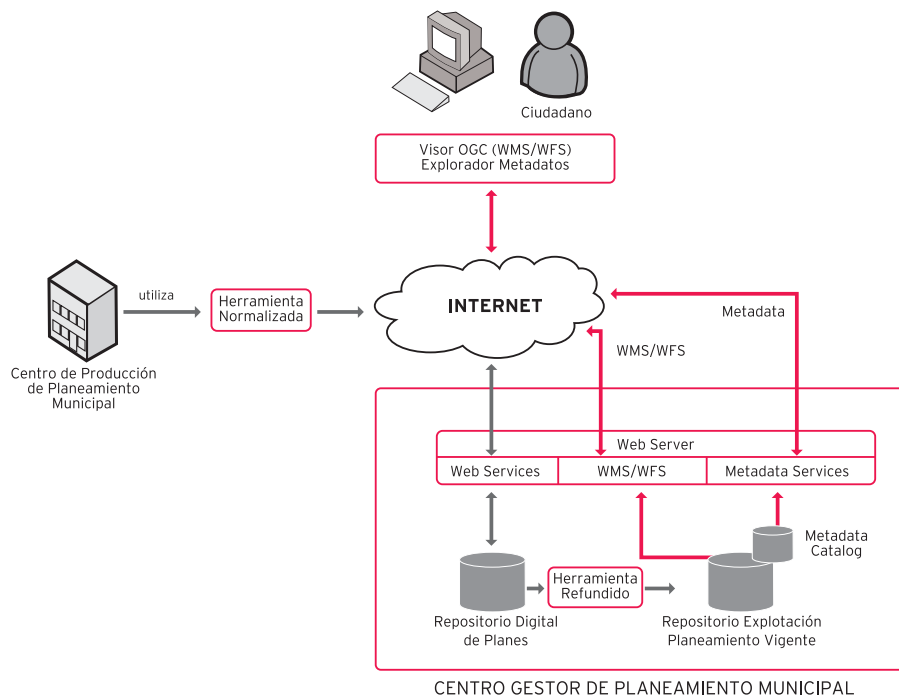 Ciudadano
Visor OGC (WMS/WFS)
Explorador Metadatos
INTERNET
utiliza
Herramienta
Normalizada
Centro de Producción
de Planeamiento
Municipal
Metadata
WMS/WFS
Web Server
Web Services
WMS/WFS
Metadata Services
Metadata
Catalog
Herramienta
Refundido
Repositorio Digital
de Planes
Repositorio Explotación
Planeamiento Vigente
CENTRO GESTOR DE PLANEAMIENTO MUNICIPAL